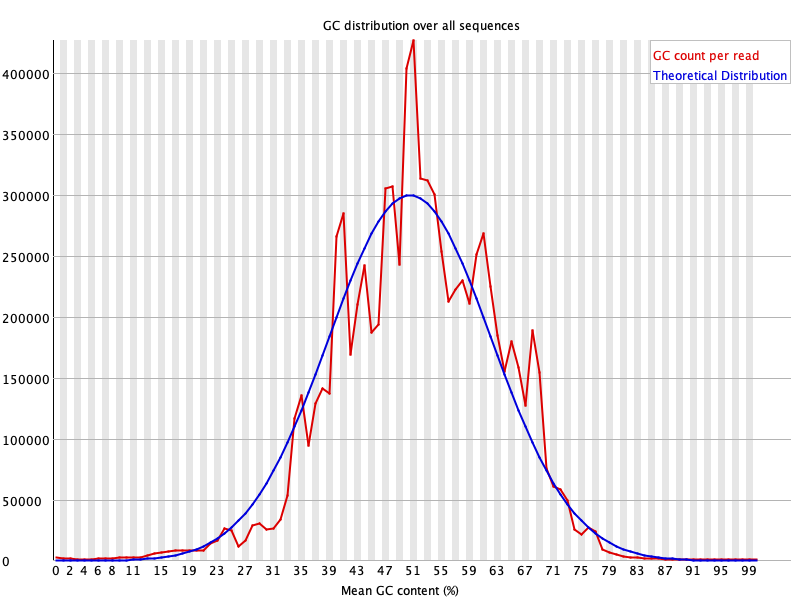 GC distribution over all sequences
GC count per read
Theoretical Distribution
400000
350000
300000
250000
200000
150000
100000
50000
0
0 2 4 6 8 11 15 19 23 27 31 35 39 43 47 51 55 59 63 67 71 75 79 83 87 91 95 99
Mean GC content (%)